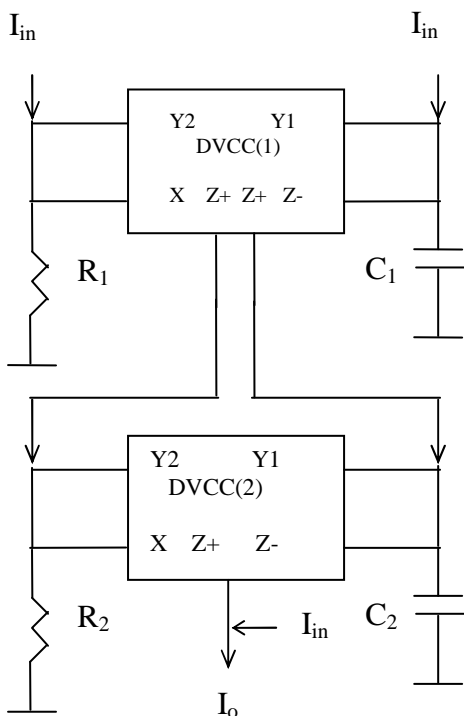 I_in I_in
Y2 Y1
DVCC(1)
X Z+ Z+ Z-
R_1 C_1
Y2 Y1
DVCC(2)
X Z+ Z-
R_2 I_in C_2
I_o